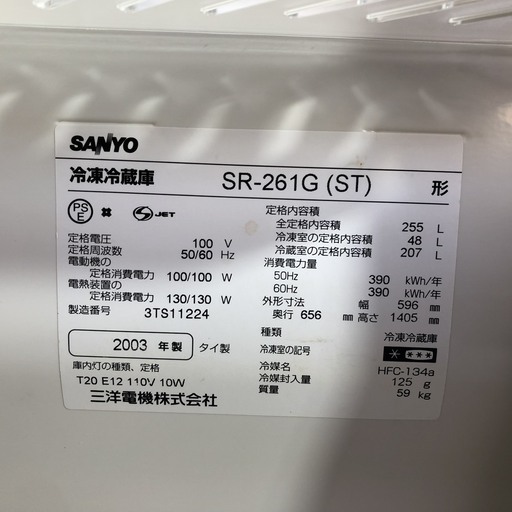 SANYO
冷凍冷蔵庫 SR-261G (ST) 形
PS E JET
定格電圧 100 V
定格周波数 50/60 Hz
電動機の
定格消費電力 100/100 W
電熱装置の
定格消費電力 130/130 W
製造番号 3TS11224
2003 年製 タイ製
庫内灯の種類、定格
T20 E12 110V 10W
三洋電機株式会社
定格内容積
全定格内容積 255 L
冷凍室の定格内容積 48 L
冷蔵室の定格内容積 207 L
消費電力量
50Hz 390 kWh/年
60Hz 390 kWh/年
外形寸法 幅 596 mm
奥行 656 mm 高さ 1405 mm
種類 冷凍冷蔵庫
冷凍室の記号 * ***
冷媒名 HFC-134a
冷媒封入量 125 g
質量 59 kg